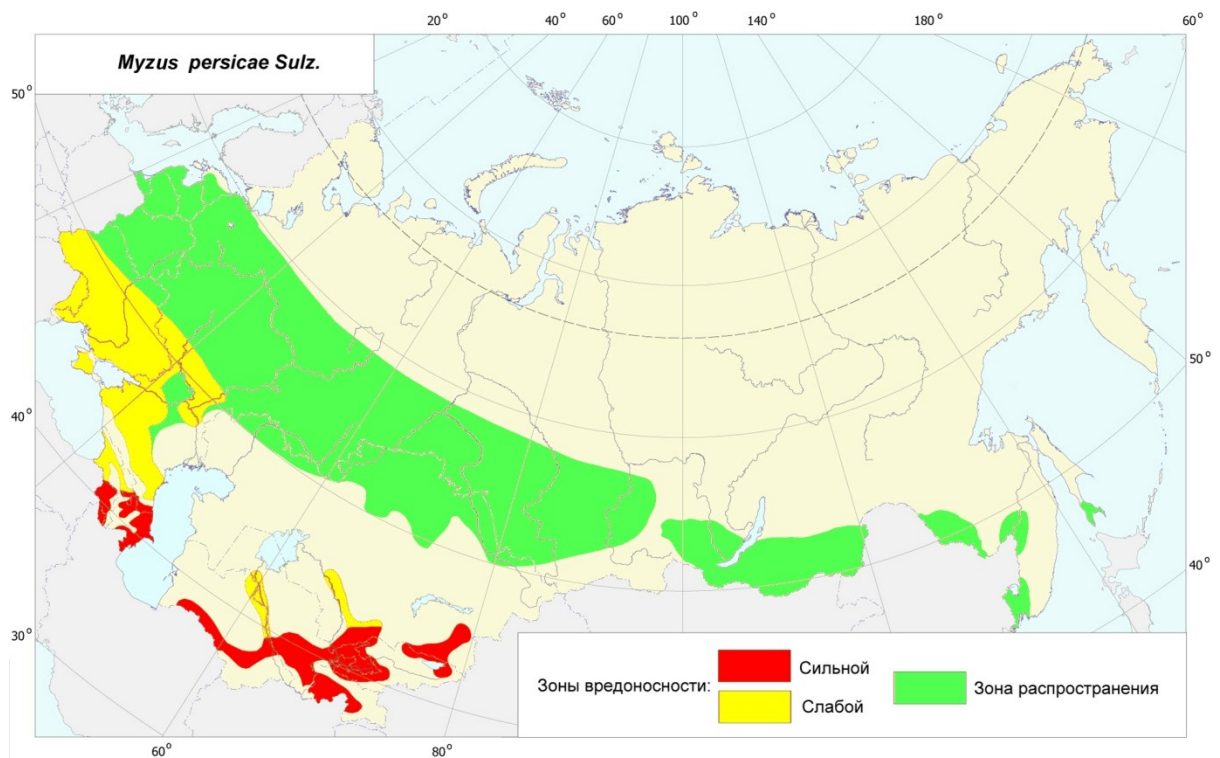 20° 40° 60° 100° 140° 180° 60°
Myzus persicae Sulz.
50°
50°
40°
40°
30°
Зоны вредоносности:
Сильной
Слабой
Зона распространения
60° 80°